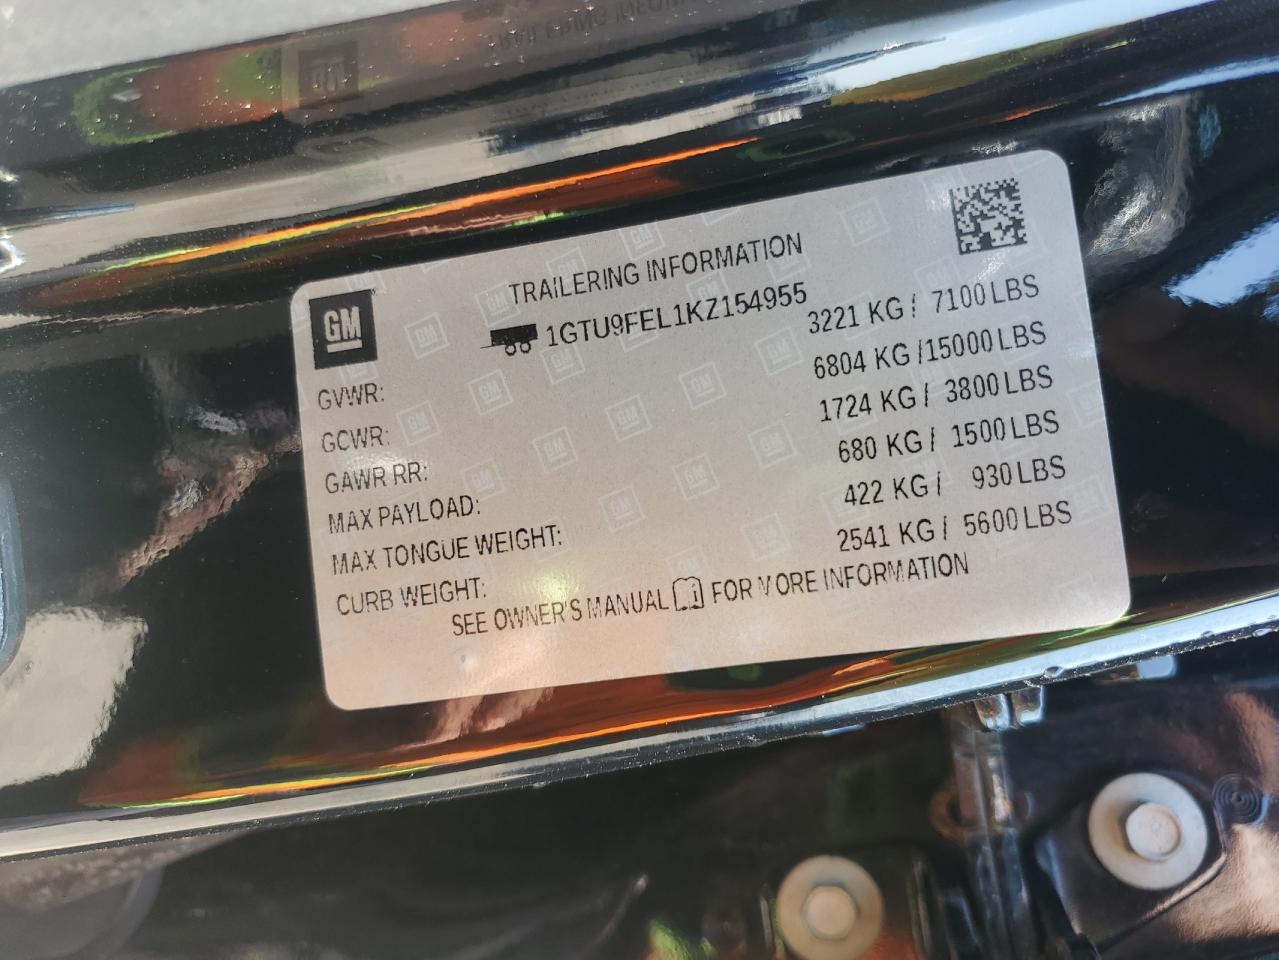 TRAILERING INFORMATION
GM 1GTU9FEL1KZ154955
GVWR: 3221 KG / 7100 LBS
GCWR: 6804 KG /15000 LBS
GAWR RR: 1724 KG / 3800 LBS
MAX PAYLOAD: 680 KG / 1500 LBS
MAX TONGUE WEIGHT: 422 KG / 930 LBS
CURB WEIGHT: 2541 KG / 5600 LBS
SEE OWNER'S MANUAL FOR MORE INFORMATION